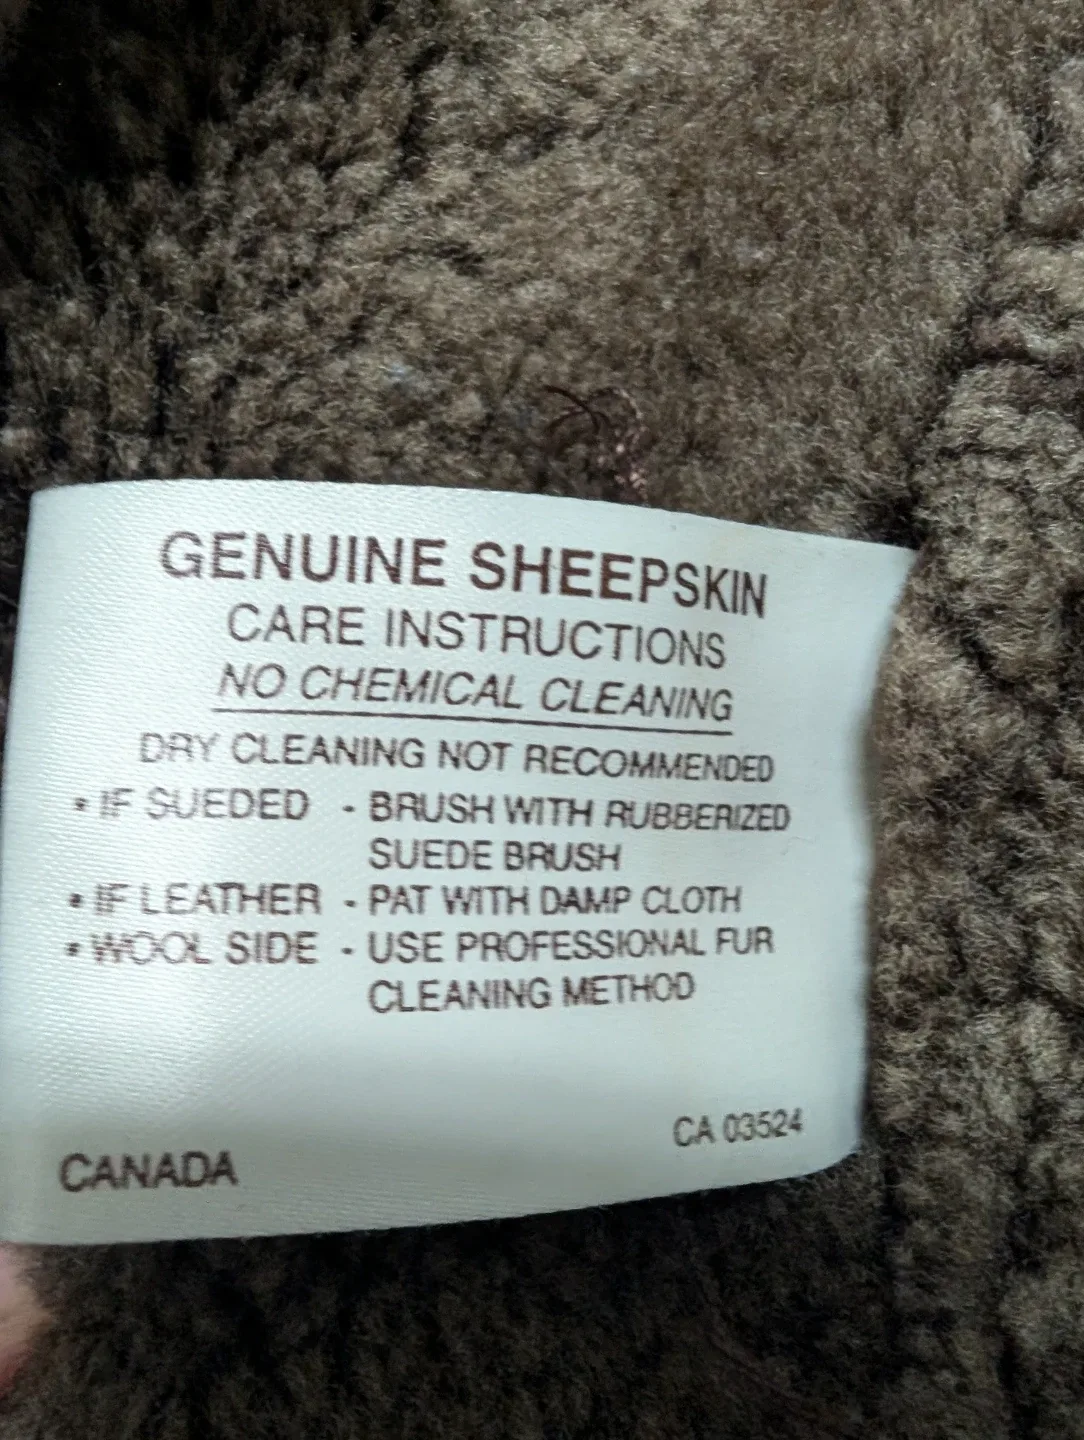 GENUINE SHEEPSKIN
CARE INSTRUCTIONS
NO CHEMICAL CLEANING
DRY CLEANING NOT RECOMMENDED
• IF SUEDED - BRUSH WITH RUBBERIZED
SUEDE BRUSH
• IF LEATHER - PAT WITH DAMP CLOTH
• WOOL SIDE - USE PROFESSIONAL FUR
CLEANING METHOD
CA 03524
CANADA